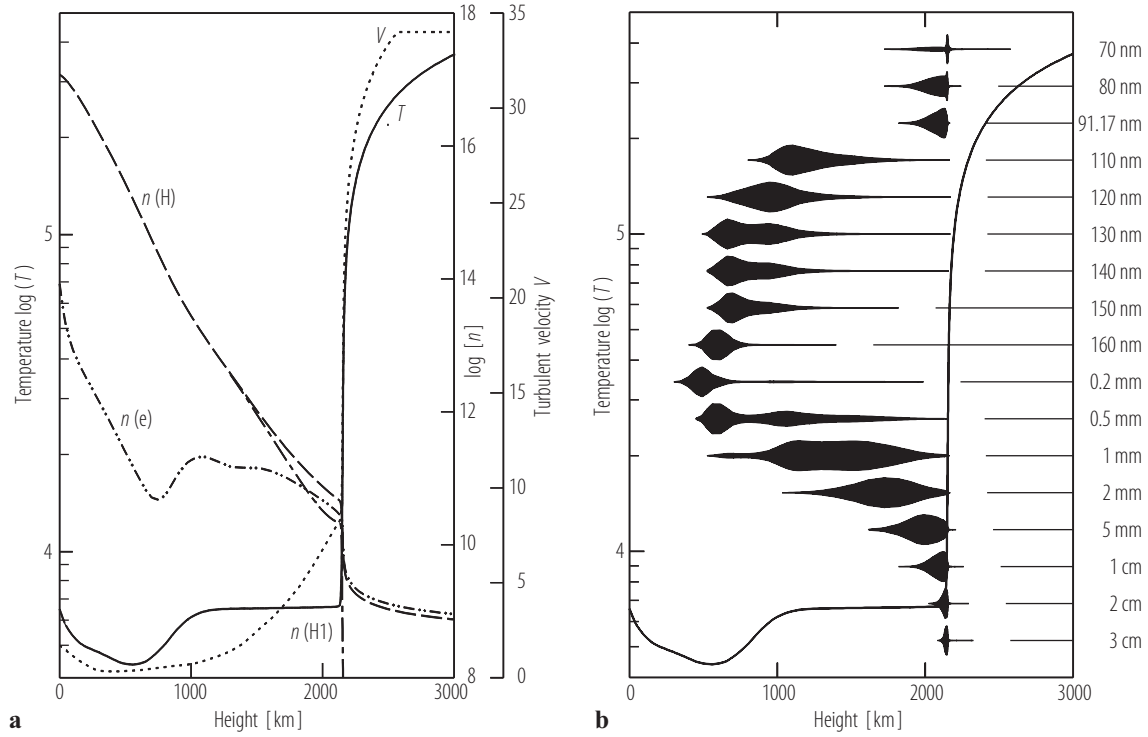 18
35
V
30
16
T
n (H)
25
5
14
20
Temperature log (T)
log [n]
Turbulent velocity V
15
n (e)
12
10
4
10
5
n (H1)
8
0
0
1000
2000
3000
Height [km]
a
70 nm
80 nm
91.17 nm
110 nm
120 nm
5
130 nm
140 nm
150 nm
Temperature log (T)
160 nm
0.2 mm
0.5 mm
1 mm
2 mm
5 mm
4
1 cm
2 cm
3 cm
0
1000
2000
3000
Height [km]
b